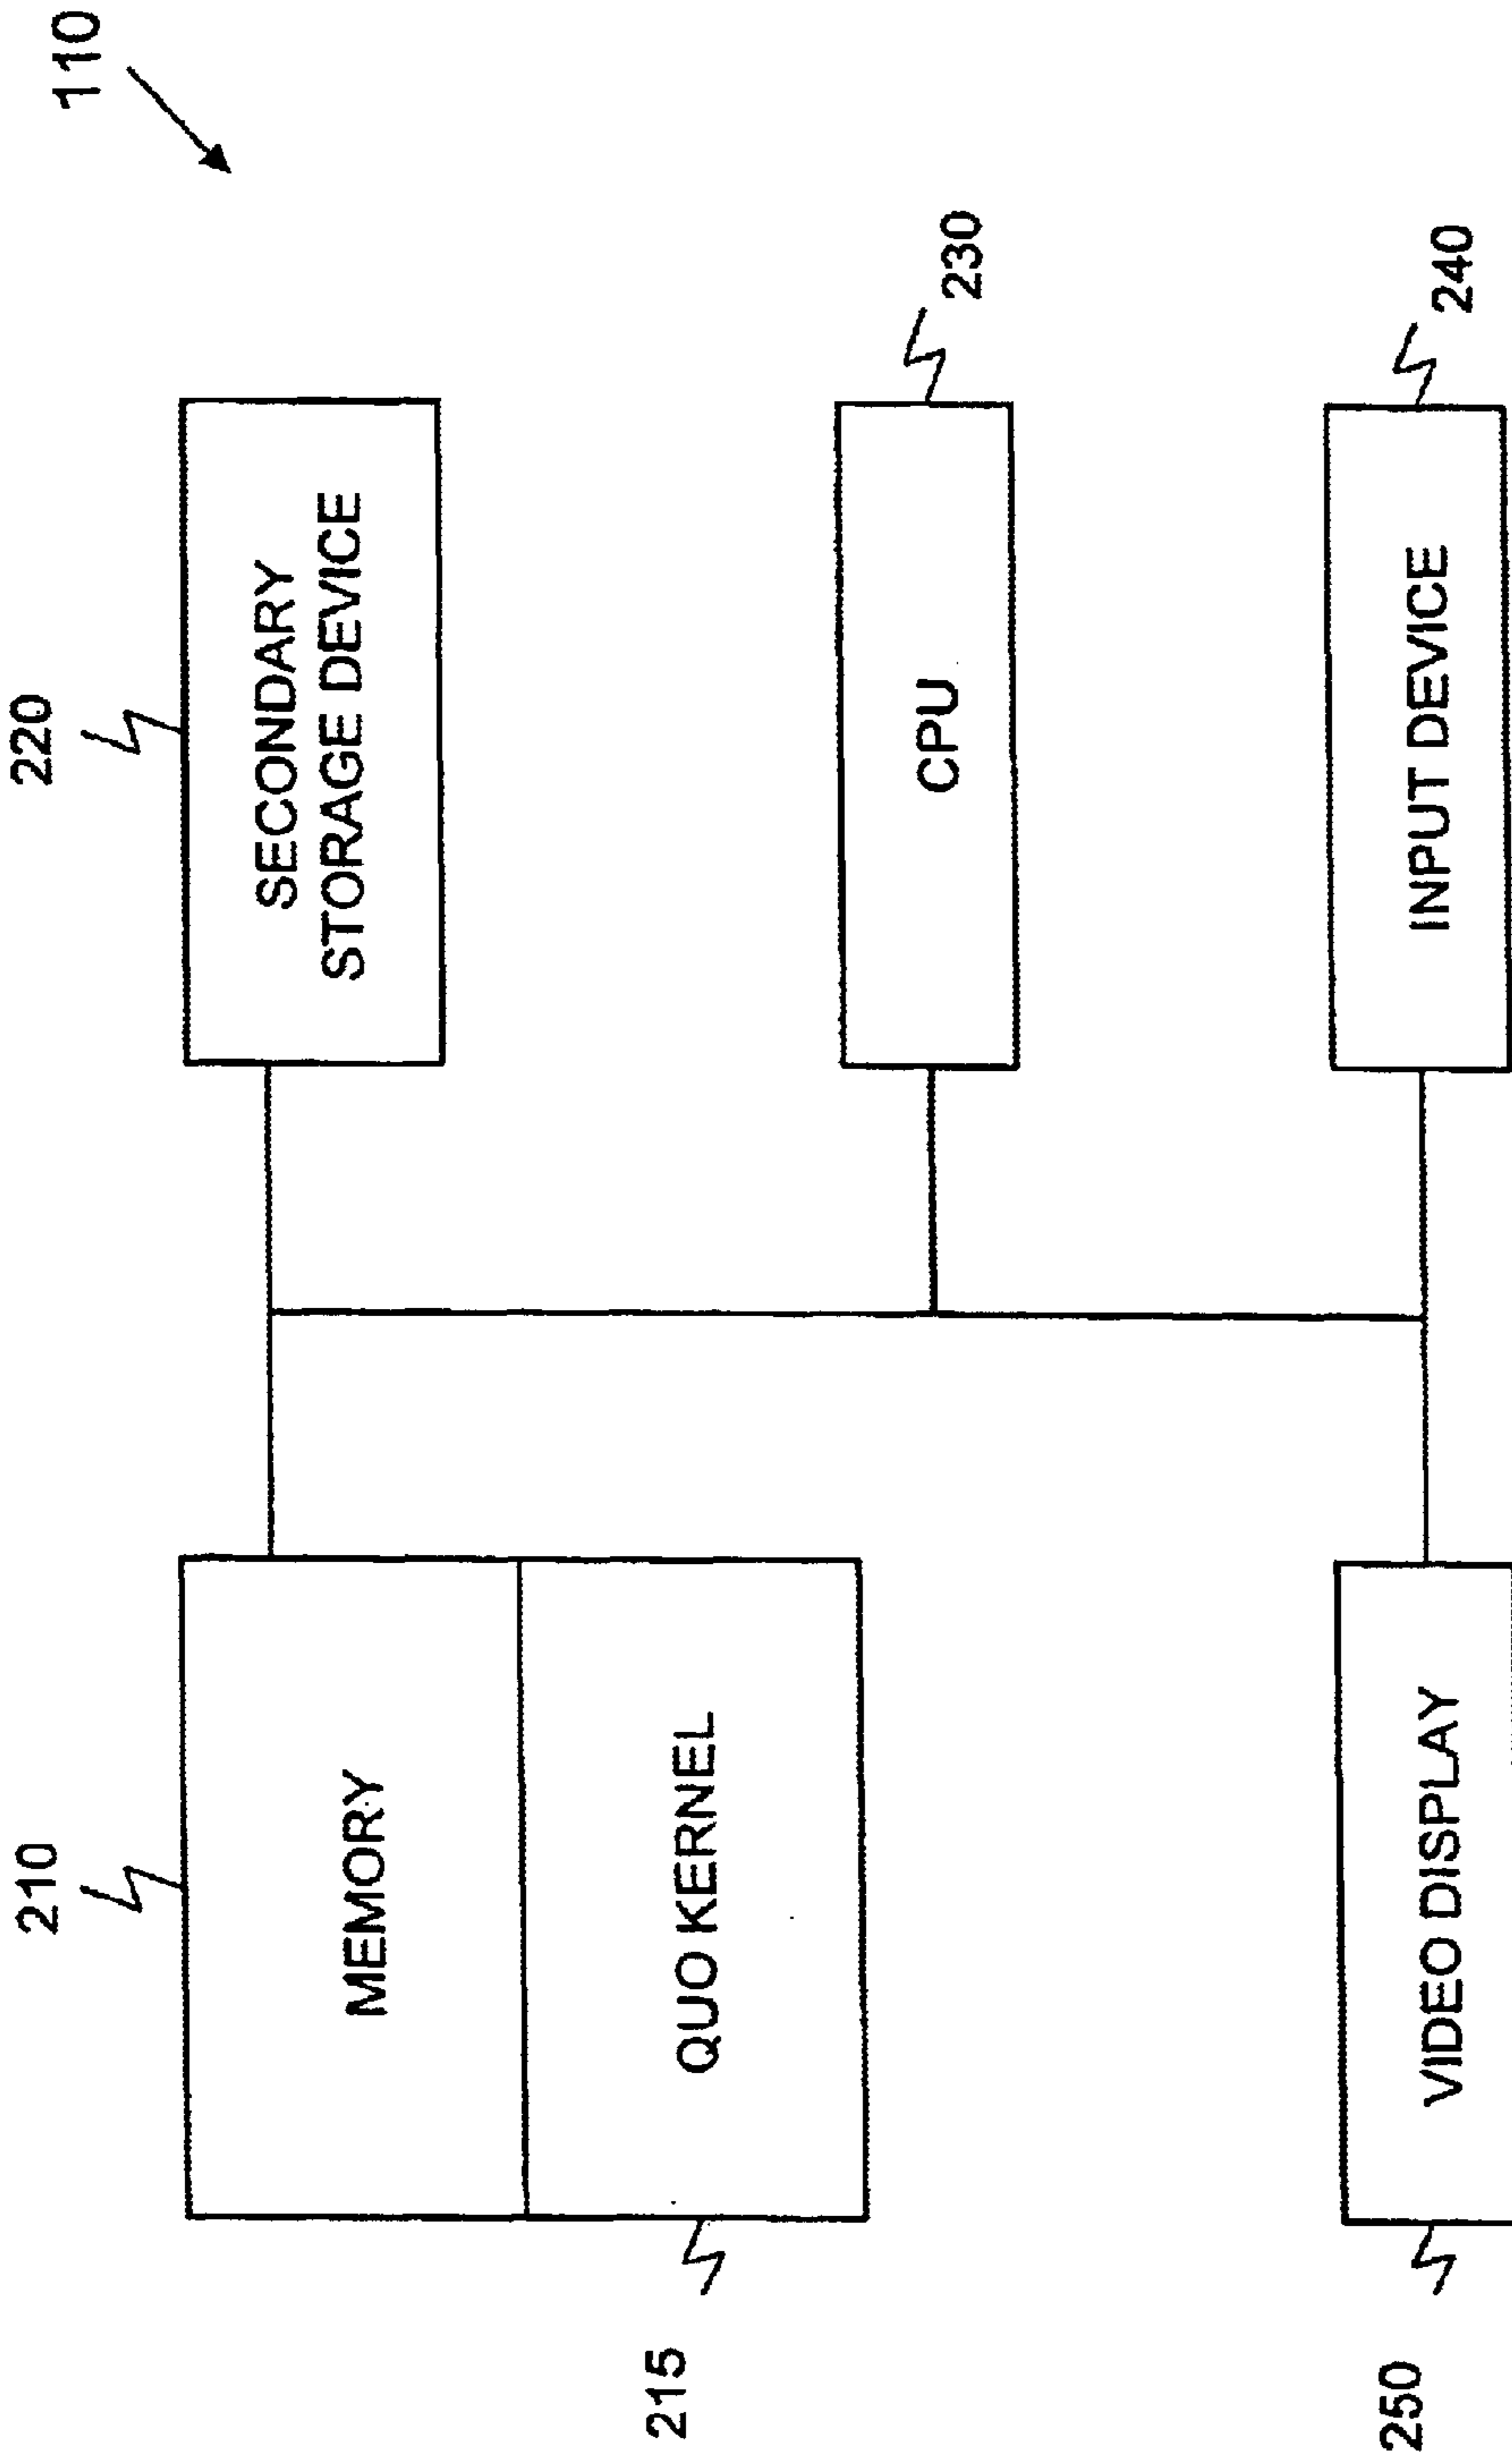 110
210
MEMORY
QUO KERNEL
215
220
SECONDARY
STORAGE DEVICE
CPU
230
VIDEO DISPLAY
250
INPUT DEVICE
240